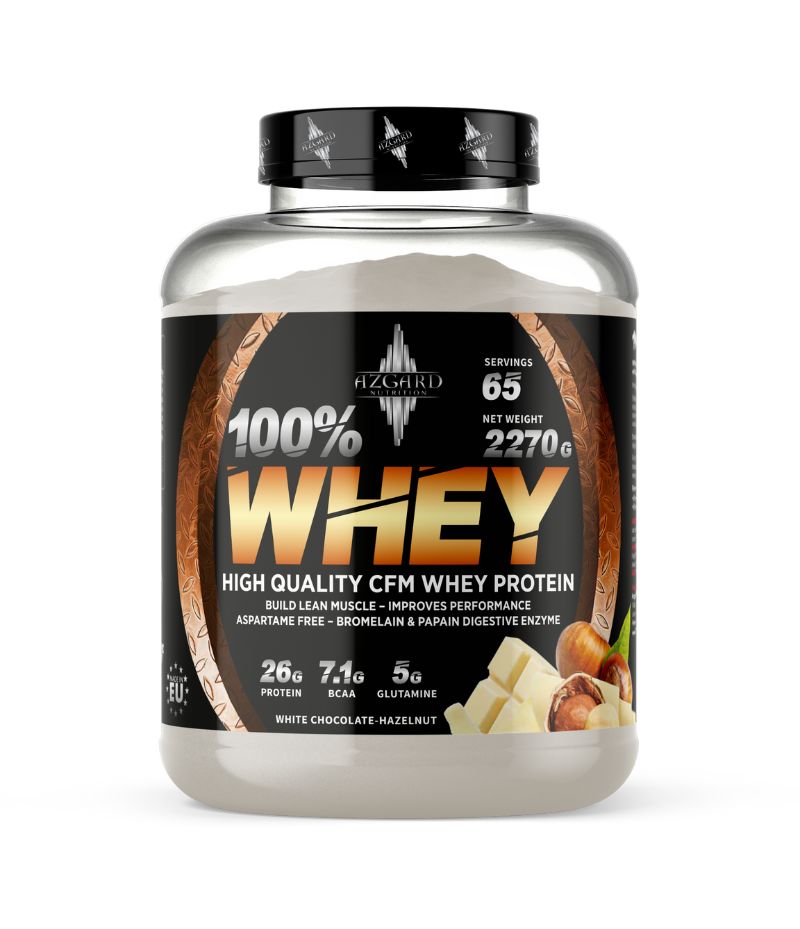 AZGARD
AZGARD
AZGARD
AZGARD
NUTRITION
SERVINGS
65
NET WEIGHT
2270G
100%
WHEY
HIGH QUALITY CFM WHEY PROTEIN
BUILD LEAN MUSCLE – IMPROVES PERFORMANCE
ASPARTAME FREE – BROMELAIN & PAPAIN DIGESTIVE ENZYME
26G 7.1G 5G
PROTEIN BCAA GLUTAMINE
MADE IN
EU
WHITE CHOCOLATE-HAZELNUT